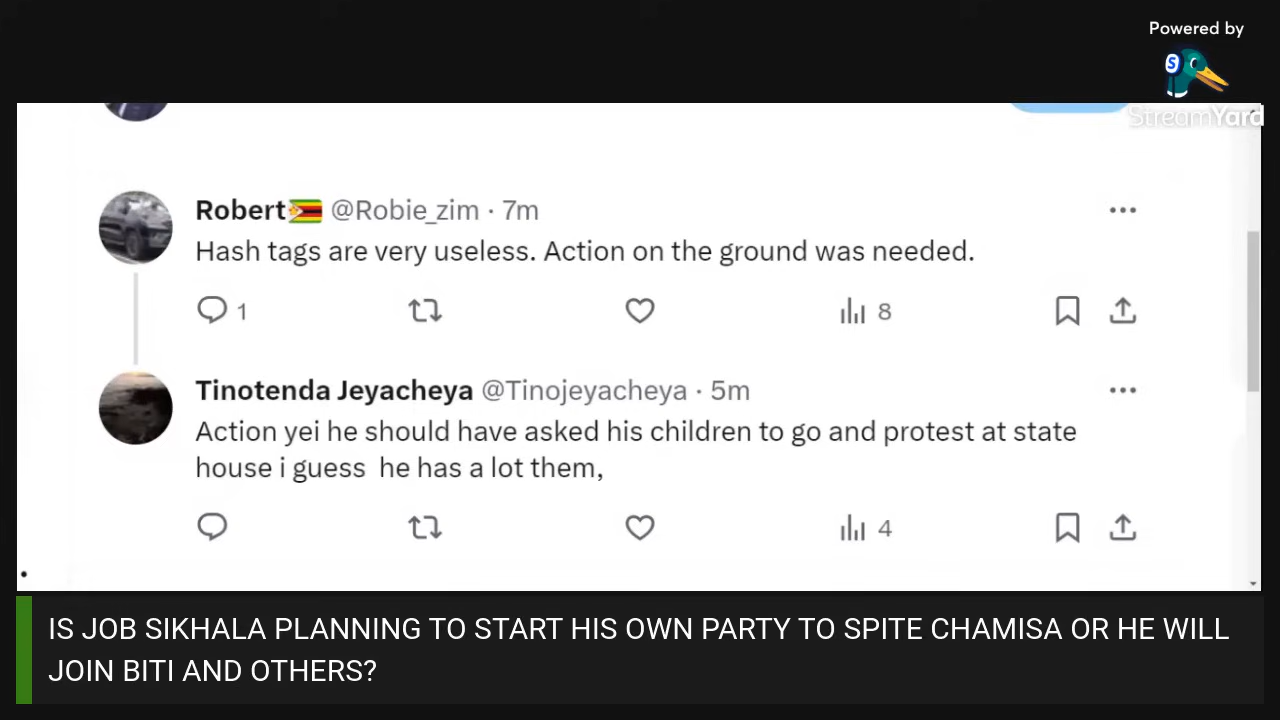 Powered by
StreamYard
Robert @Robie_zim · 7m
Hash tags are very useless. Action on the ground was needed.
1
8
Tinotenda Jeyacheya @Tinojeyacheya · 5m
Action yei he should have asked his children to go and protest at state
house i guess  he has a lot them,
4
IS JOB SIKHALA PLANNING TO START HIS OWN PARTY TO SPITE CHAMISA OR HE WILL
JOIN BITI AND OTHERS?